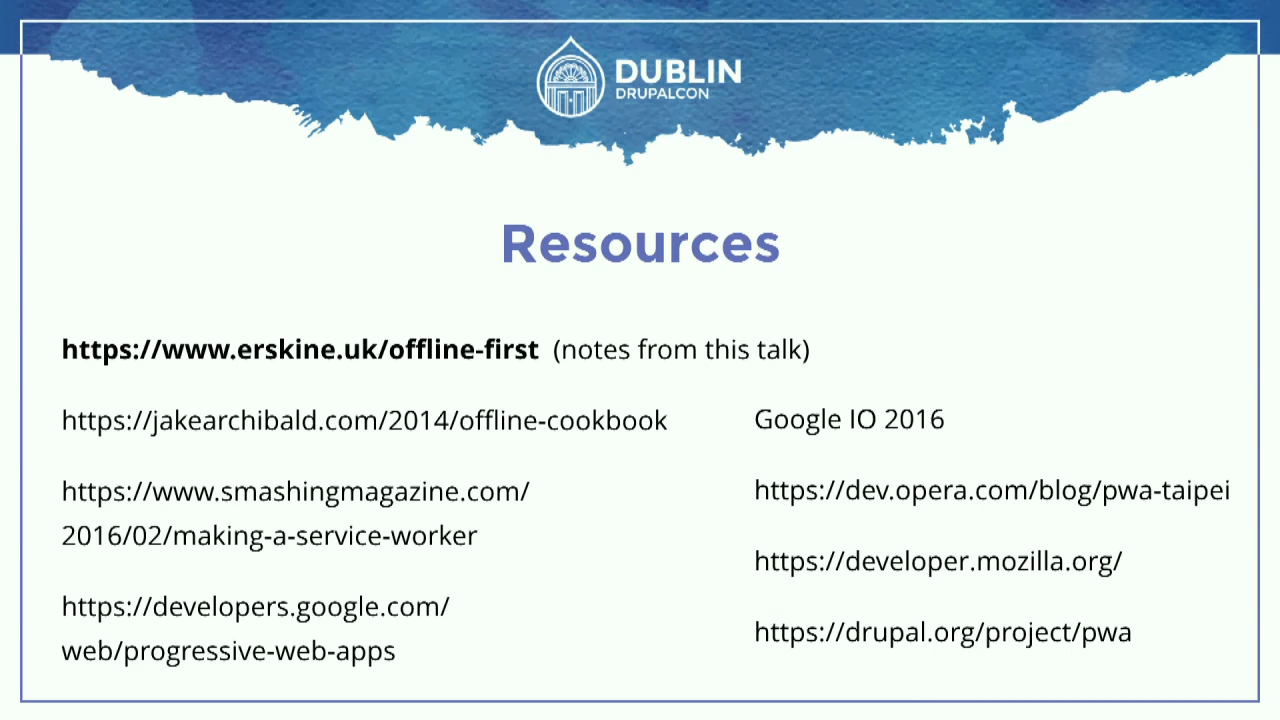 DUBLIN
DRUPALCON
Resources
https://www.erskine.uk/offline-first (notes from this talk)
https://jakearchibald.com/2014/offline-cookbook
https://www.smashingmagazine.com/
2016/02/making-a-service-worker
https://developers.google.com/
web/progressive-web-apps
Google IO 2016
https://dev.opera.com/blog/pwa-taipei
https://developer.mozilla.org/
https://drupal.org/project/pwa